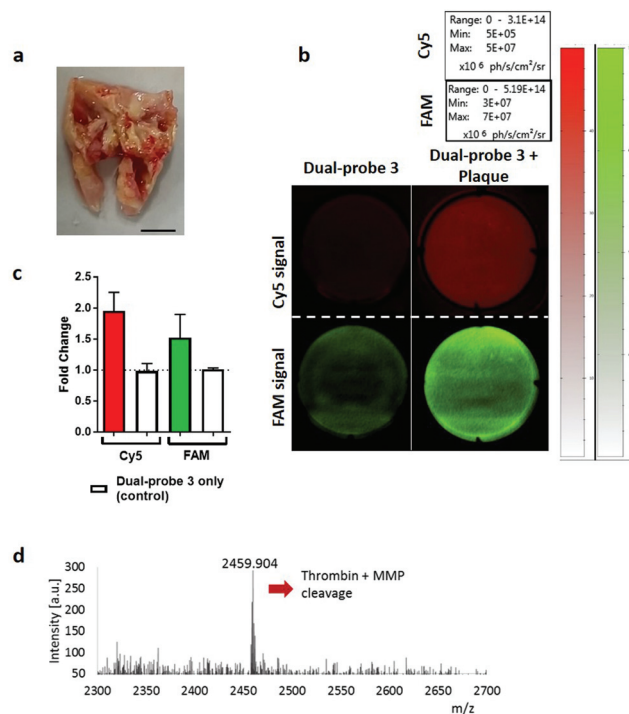 a
b
Cy5
Range: 0 - 3.1E+14
Min: 5E+05
Max: 5E+07
x10 6 ph/s/cm²/sr
FAM
Range: 0 - 5.19E+14
Min: 3E+07
Max: 7E+07
x10 6 ph/s/cm²/sr
Dual-probe 3
Dual-probe 3 +
Plaque
Cy5 signal
FAM signal
c
Fold Change
2.5
2.0
1.5
1.0
0.5
0.0
Cy5
FAM
Dual-probe 3 only
(control)
d
Intensity [a.u.]
300
250
200
150
100
50
2459.904
Thrombin + MMP
cleavage
2300
2350
2400
2450
2500
2550
2600
2650
2700
m/z